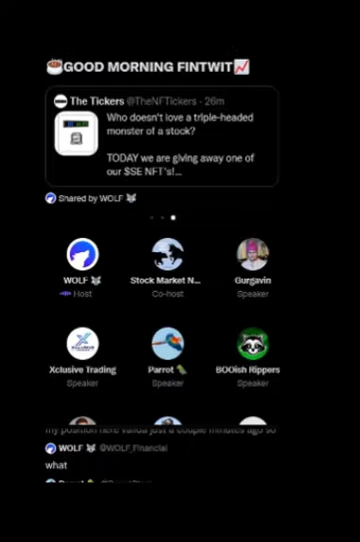 ☕GOOD MORNING FINTWIT📈
The Tickers @TheNFTickers · 26m
Who doesn't love a triple-headed
monster of a stock?
TODAY we are giving away one of
our $SE NFT's!...
Shared by WOLF 🐺
WOLF 🐺
Host
Stock Market N...
Co-host
Gurgavin
Speaker
Xclusive Trading
Speaker
Parrot 🦜
Speaker
BOOish Rippers
Speaker
my position here valida just a couple minutes ago so
WOLF 🐺 @WOLF_Financial
what